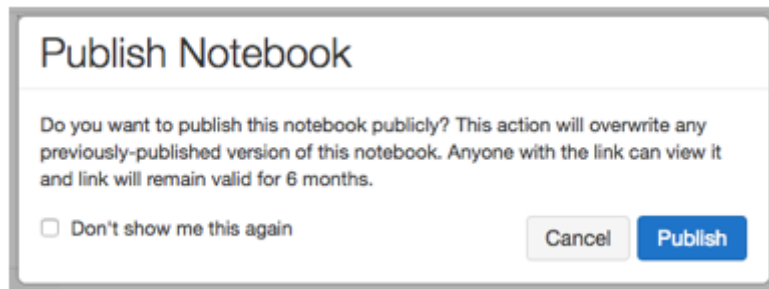 Publish Notebook
Do you want to publish this notebook publicly? This action will overwrite any
previously-published version of this notebook. Anyone with the link can view it
and link will remain valid for 6 months.
Don't show me this again
Cancel
Publish